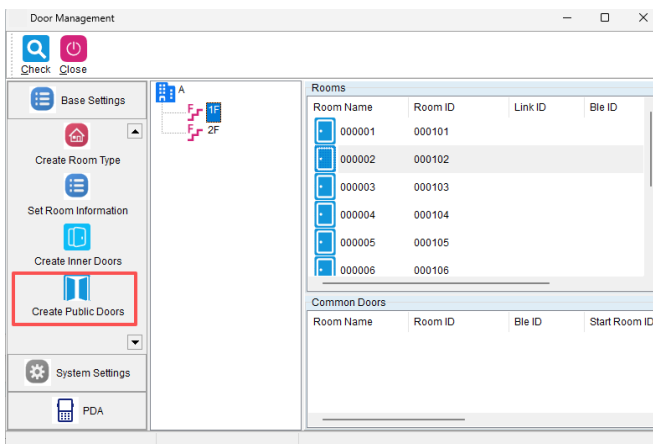 Door Management
Check Close
Base Settings
Create Room Type
Set Room Information
Create Inner Doors
Create Public Doors
System Settings
PDA
A
1F
2F
Rooms
Room Name Room ID Link ID Ble ID
000001 000101
000002 000102
000003 000103
000004 000104
000005 000105
000006 000106
Common Doors
Room Name Room ID Ble ID Start Room ID